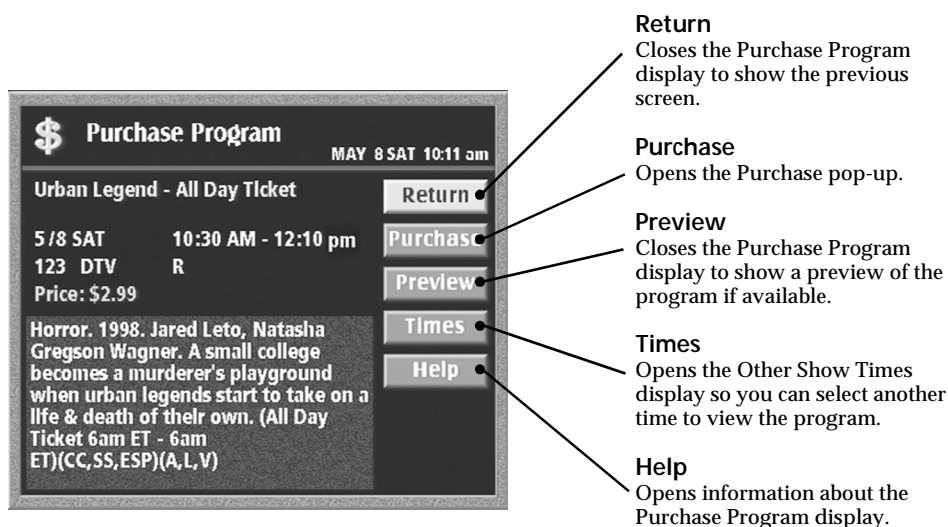 Return
Closes the Purchase Program
display to show the previous
screen.
Purchase
Opens the Purchase pop-up.
Preview
Closes the Purchase Program
display to show a preview of the
program if available.
Times
Opens the Other Show Times
display so you can select another
time to view the program.
Help
Opens information about the
Purchase Program display.
$ Purchase Program
MAY 8 SAT 10:11 am
Urban Legend - All Day Ticket
5/8 SAT 10:30 AM - 12:10 pm
123 DTV R
Price: $2.99
Horror. 1998. Jared Leto, Natasha
Gregson Wagner. A small college
becomes a murderer's playground
when urban legends start to take on a
life & death of their own. (All Day
Ticket 6am ET - 6am
ET)(CC,SS,ESP)(A,L,V)
Return
Purchase
Preview
Times
Help